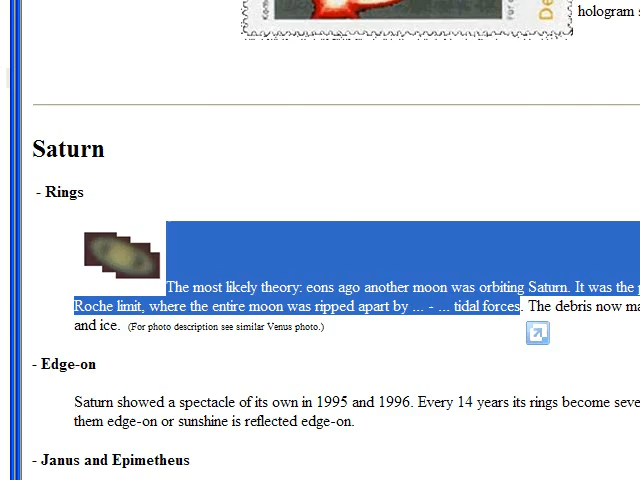 hologram
Saturn
- Rings
The most likely theory: eons ago another moon was orbiting Saturn. It was the
Roche limit, where the entire moon was ripped apart by ... - ... tidal forces. The debris now
and ice. (For photo description see similar Venus photo.)
- Edge-on
Saturn showed a spectacle of its own in 1995 and 1996. Every 14 years its rings become
them edge-on or sunshine is reflected edge-on.
- Janus and Epimetheus